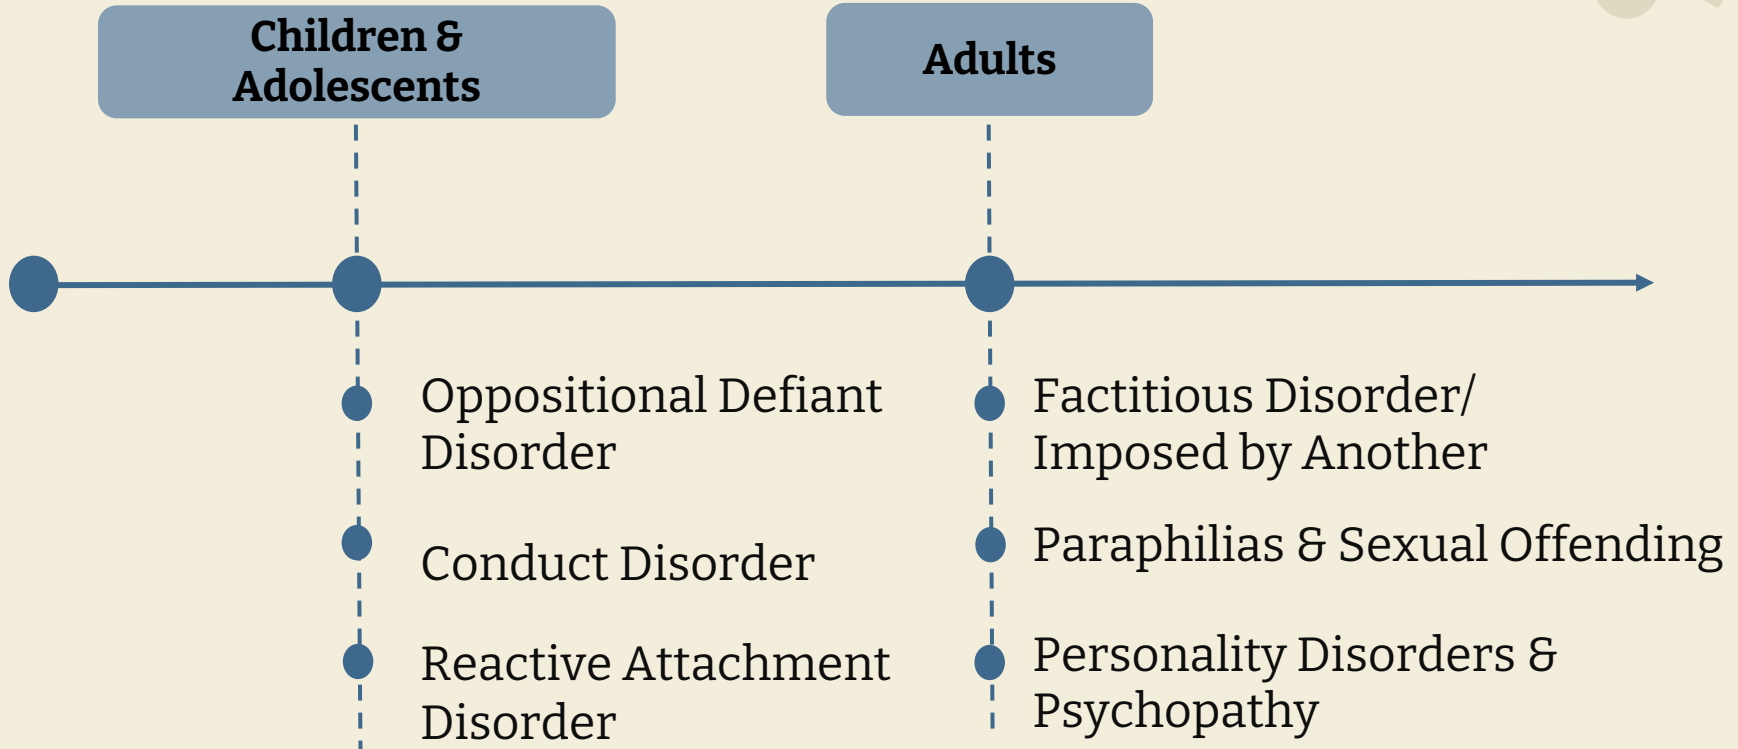 Children &
Adolescents
Adults
Oppositional Defiant
Disorder
Conduct Disorder
Reactive Attachment
Disorder
Factitious Disorder/
Imposed by Another
Paraphilias & Sexual Offending
Personality Disorders &
Psychopathy